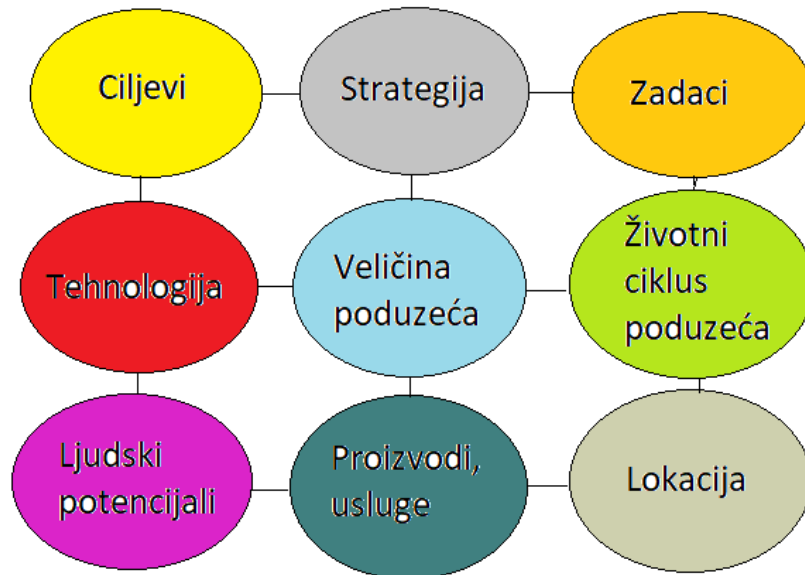 Ciljevi
Strategija
Zadaci
Tehnologija
Veličina
poduzeća
Životni
ciklus
poduzeća
Ljudski
potencijali
Proizvodi,
usluge
Lokacija